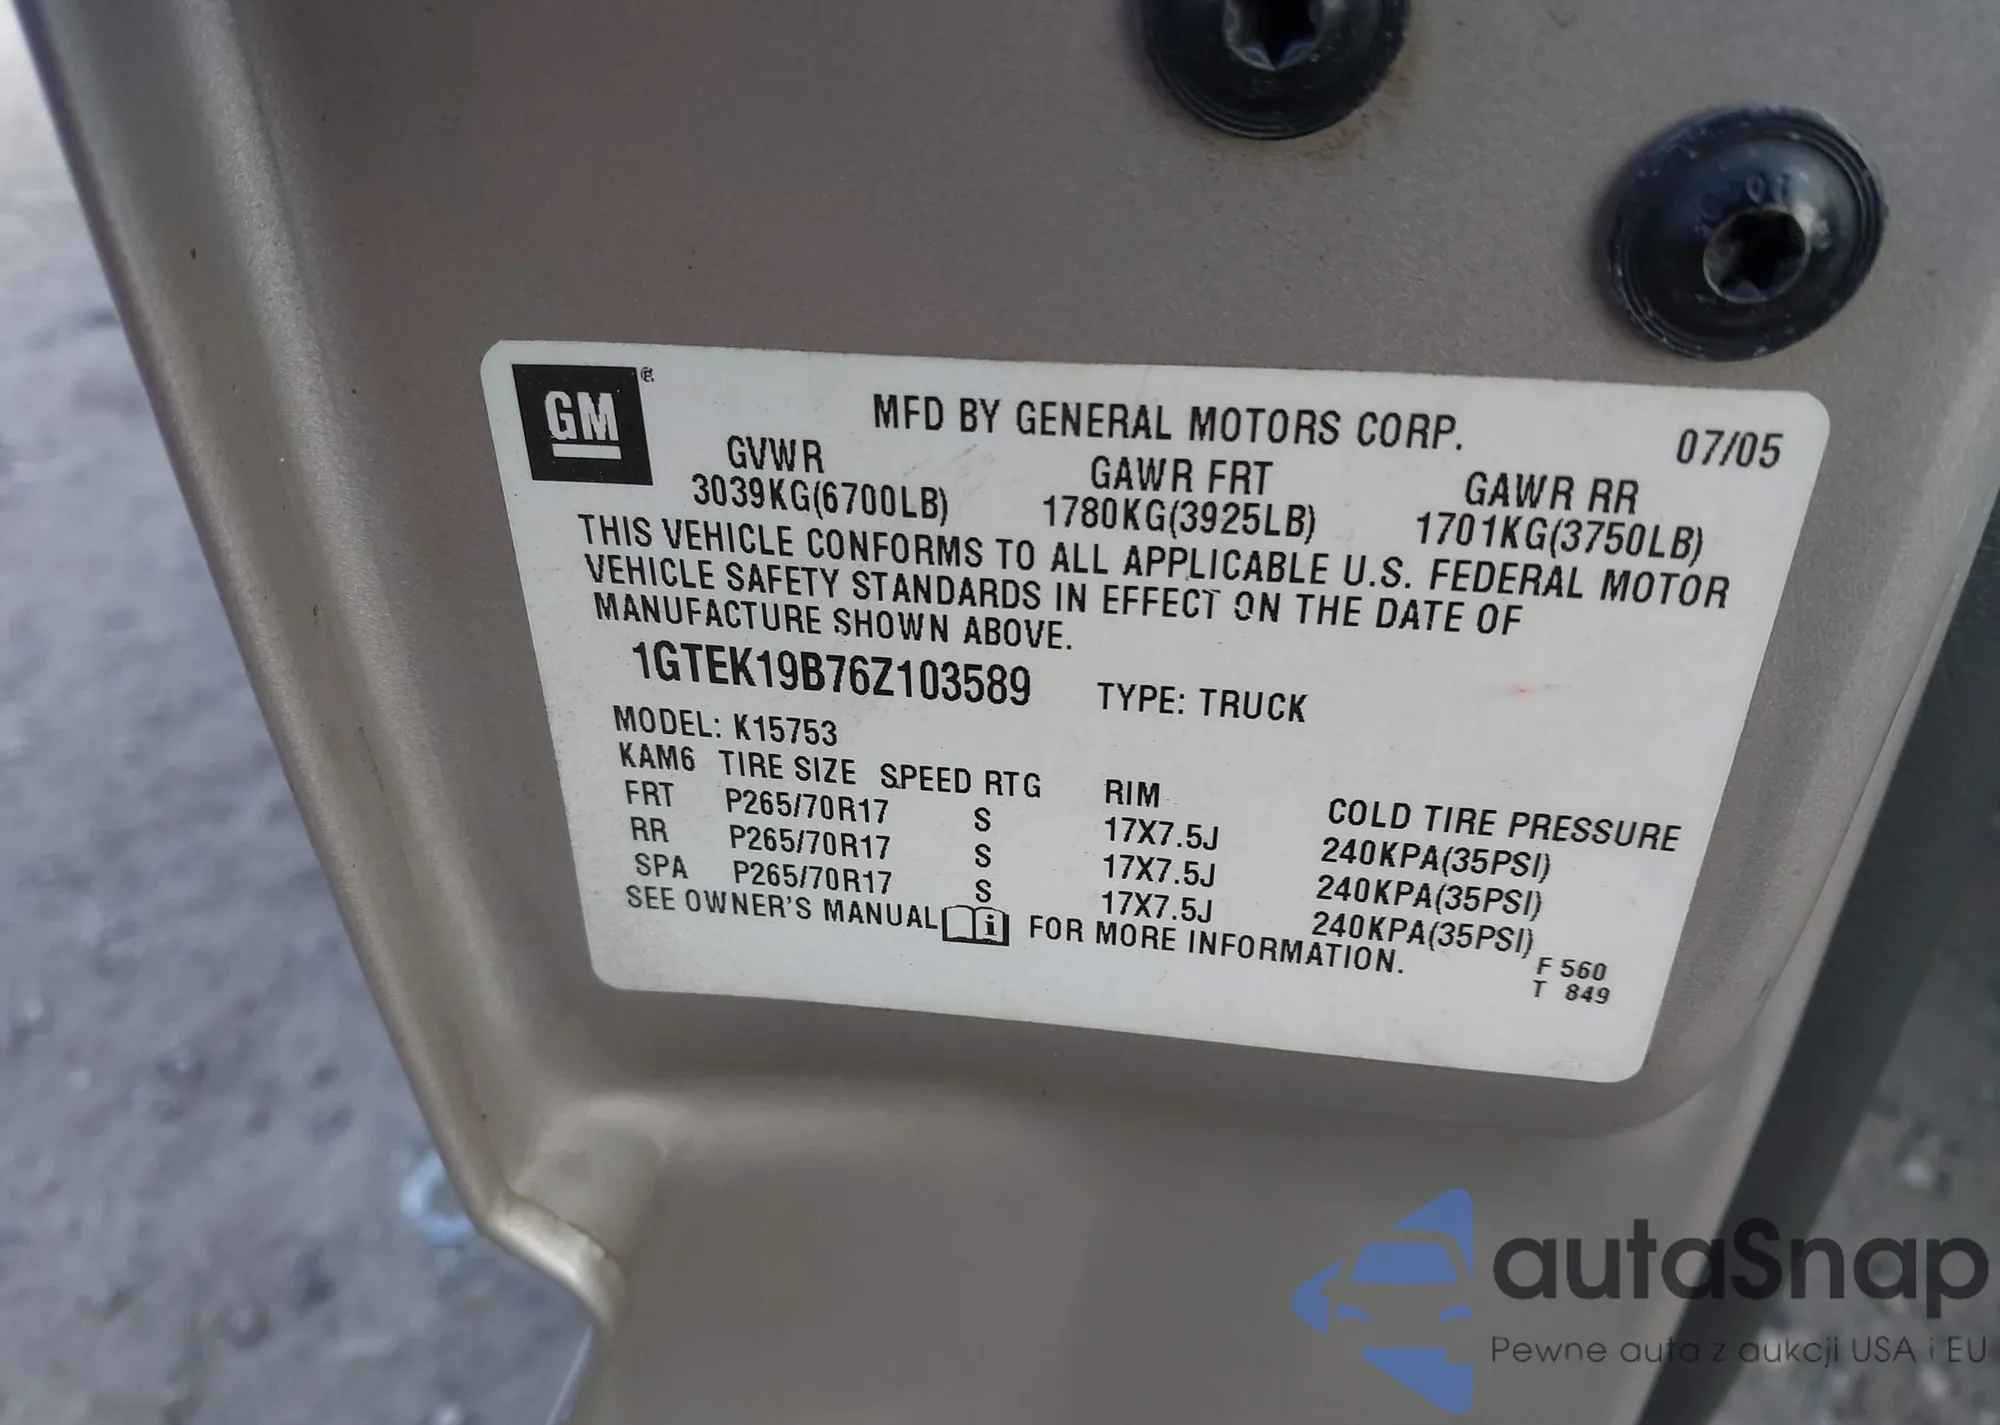 GM
MFD BY GENERAL MOTORS CORP. 07/05
GVWR GAWR FRT GAWR RR
3039KG(6700LB) 1780KG(3925LB) 1701KG(3750LB)
THIS VEHICLE CONFORMS TO ALL APPLICABLE U.S. FEDERAL MOTOR
VEHICLE SAFETY STANDARDS IN EFFECT ON THE DATE OF
MANUFACTURE SHOWN ABOVE.
1GTEK19B76Z103589 TYPE: TRUCK
MODEL: K15753
KAM6 TIRE SIZE SPEED RTG RIM COLD TIRE PRESSURE
FRT P265/70R17 S 17X7.5J 240KPA(35PSI)
RR P265/70R17 S 17X7.5J 240KPA(35PSI)
SPA P265/70R17 S 17X7.5J 240KPA(35PSI)
SEE OWNER'S MANUAL i FOR MORE INFORMATION.
F 560
T 849
autaSnap
Pewne auta z aukcji USA i EU